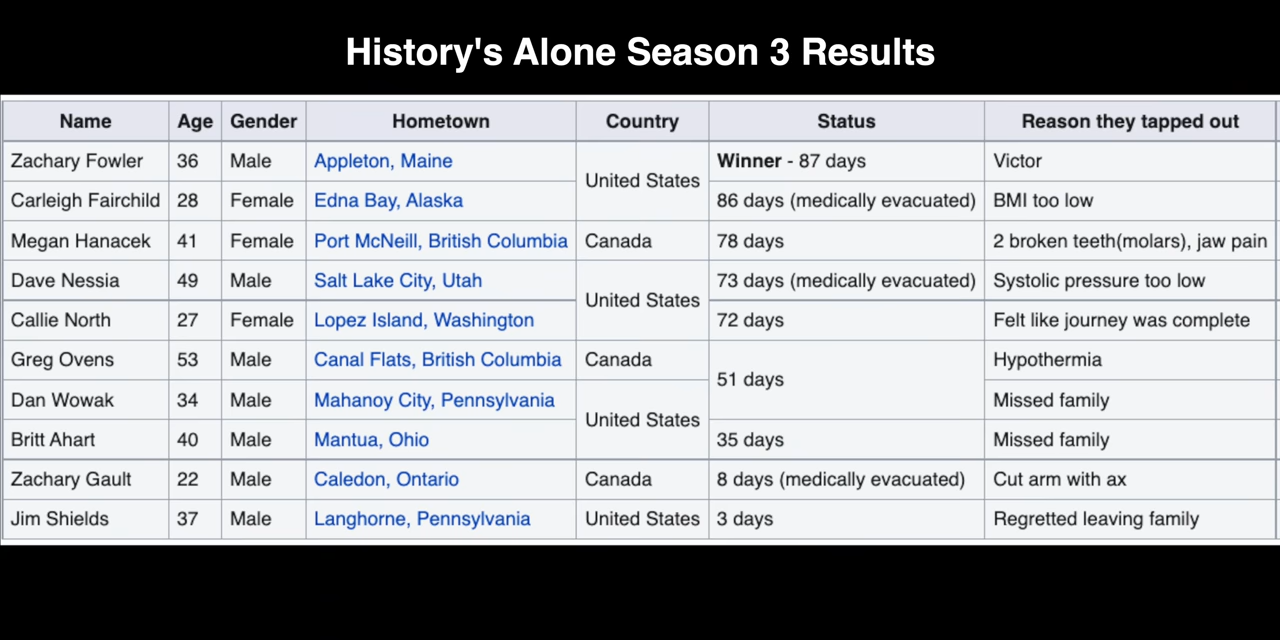 History's Alone Season 3 Results
Name Age Gender Hometown Country Status Reason they tapped out
Zachary Fowler 36 Male Appleton, Maine United States Winner - 87 days Victor
Carleigh Fairchild 28 Female Edna Bay, Alaska 86 days (medically evacuated) BMI too low
Megan Hanacek 41 Female Port McNeill, British Columbia Canada 78 days 2 broken teeth(molars), jaw pain
Dave Nessia 49 Male Salt Lake City, Utah United States 73 days (medically evacuated) Systolic pressure too low
Callie North 27 Female Lopez Island, Washington 72 days Felt like journey was complete
Greg Ovens 53 Male Canal Flats, British Columbia Canada 51 days Hypothermia
Dan Wowak 34 Male Mahanoy City, Pennsylvania United States Missed family
Britt Ahart 40 Male Mantua, Ohio 35 days Missed family
Zachary Gault 22 Male Caledon, Ontario Canada 8 days (medically evacuated) Cut arm with ax
Jim Shields 37 Male Langhorne, Pennsylvania United States 3 days Regretted leaving family